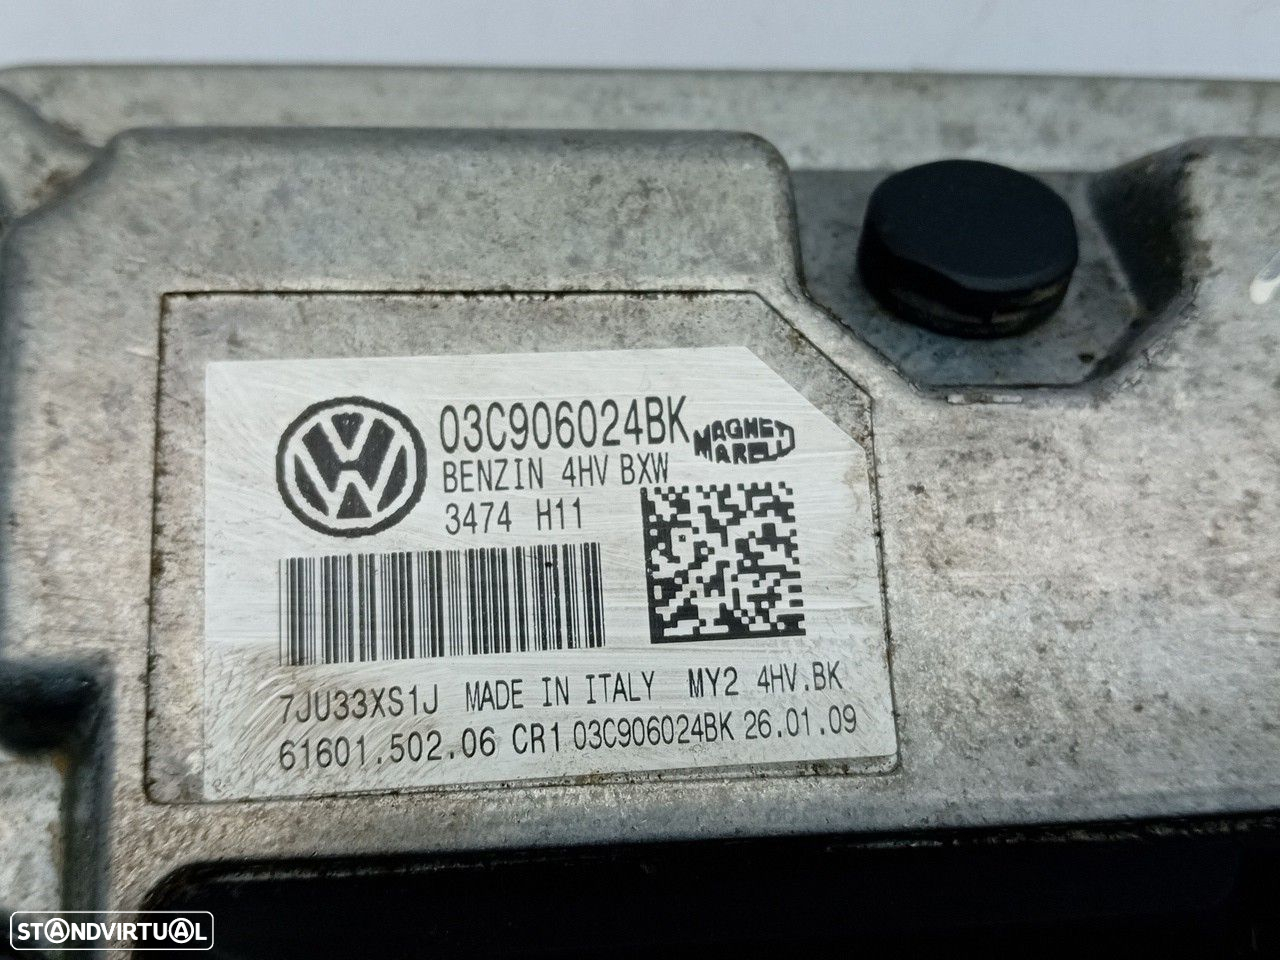 03C906024BK
MAGNETI
MARELLI
BENZIN 4HV BXW
3474 H11
7JU33XS1J MADE IN ITALY MY2 4HV.BK
61601.502.06 CR1 03C906024BK 26.01.09
STANDVIRTUAL